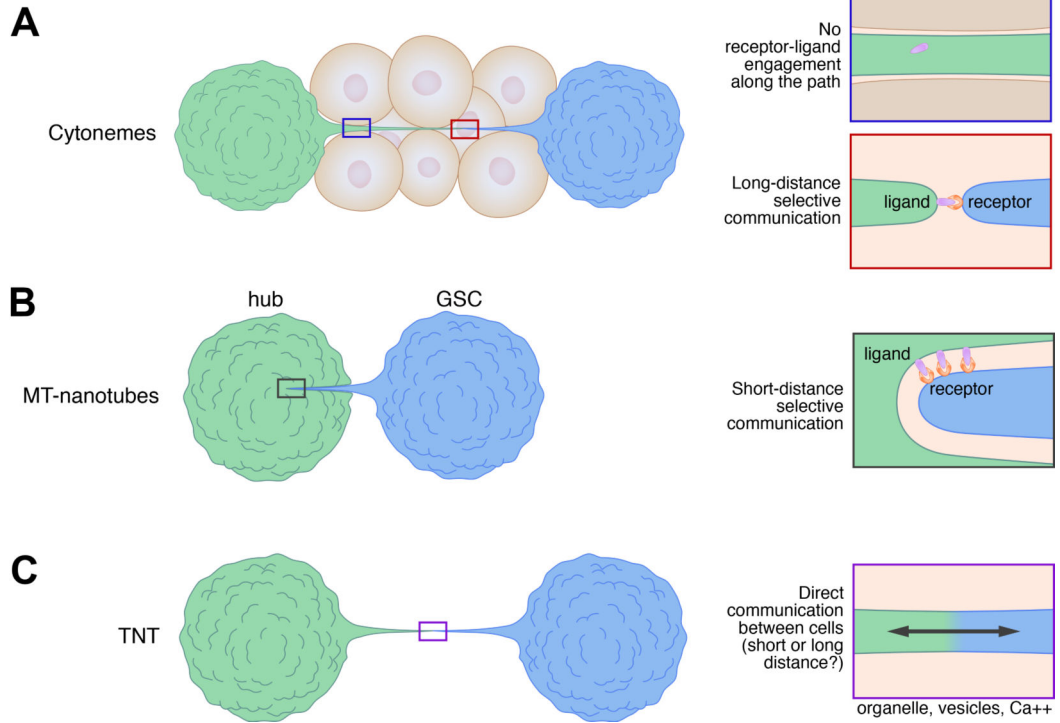 A
Cytonemes
No
receptor-ligand
engagement
along the path
Long-distance
selective
communication
ligand
receptor
B
hub
GSC
MT-nanotubes
Short-distance
selective
communication
ligand
receptor
C
TNT
Direct
communication
between cells
(short or long
distance?)
organelle, vesicles, Ca++